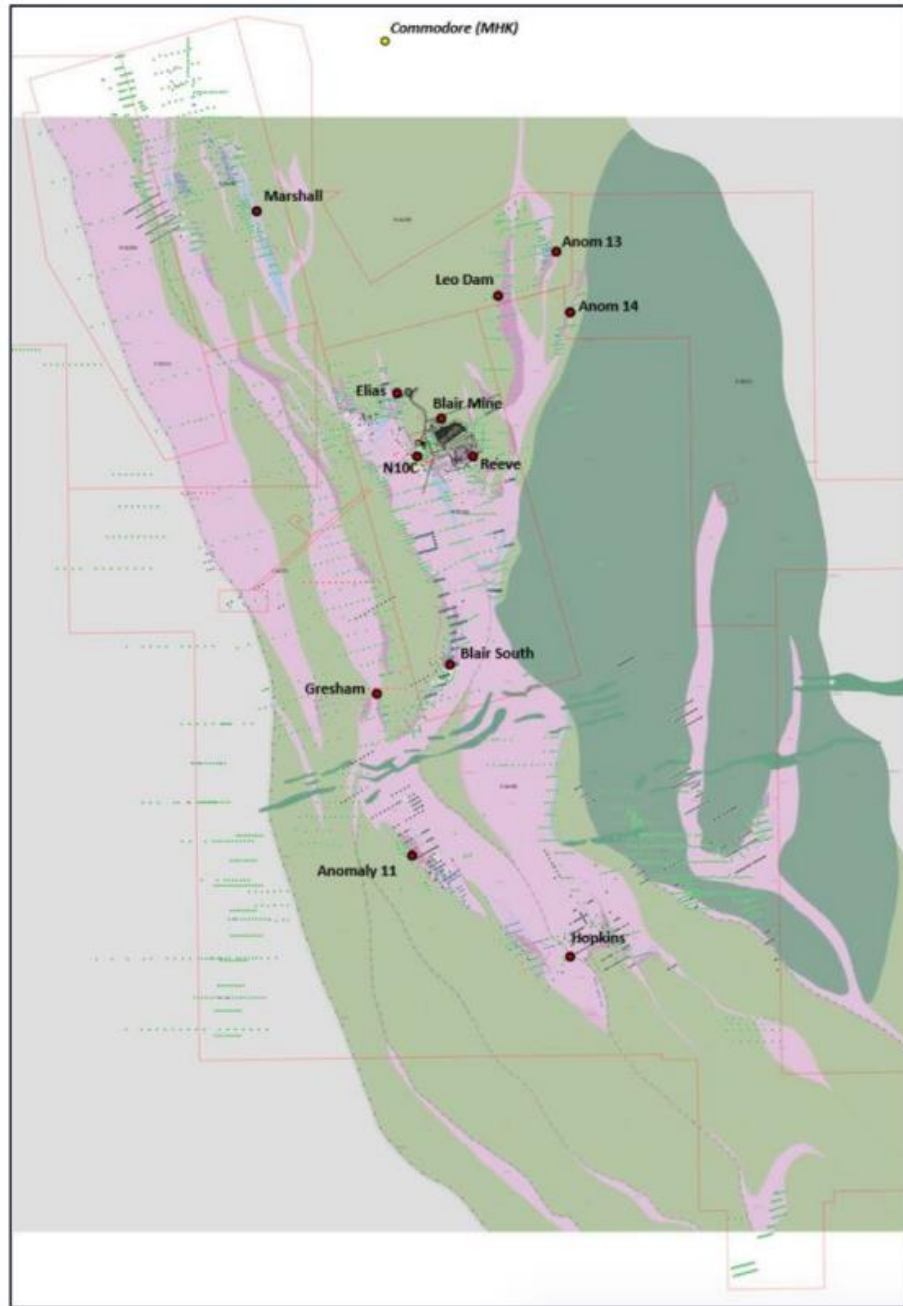 Commodore (MHK)
Marshall
Anom 13
Leo Dam
Anom 14
Elias
Blair Mine
N10C
Reeve
Blair South
Gresham
Anomaly 11
Hopkins